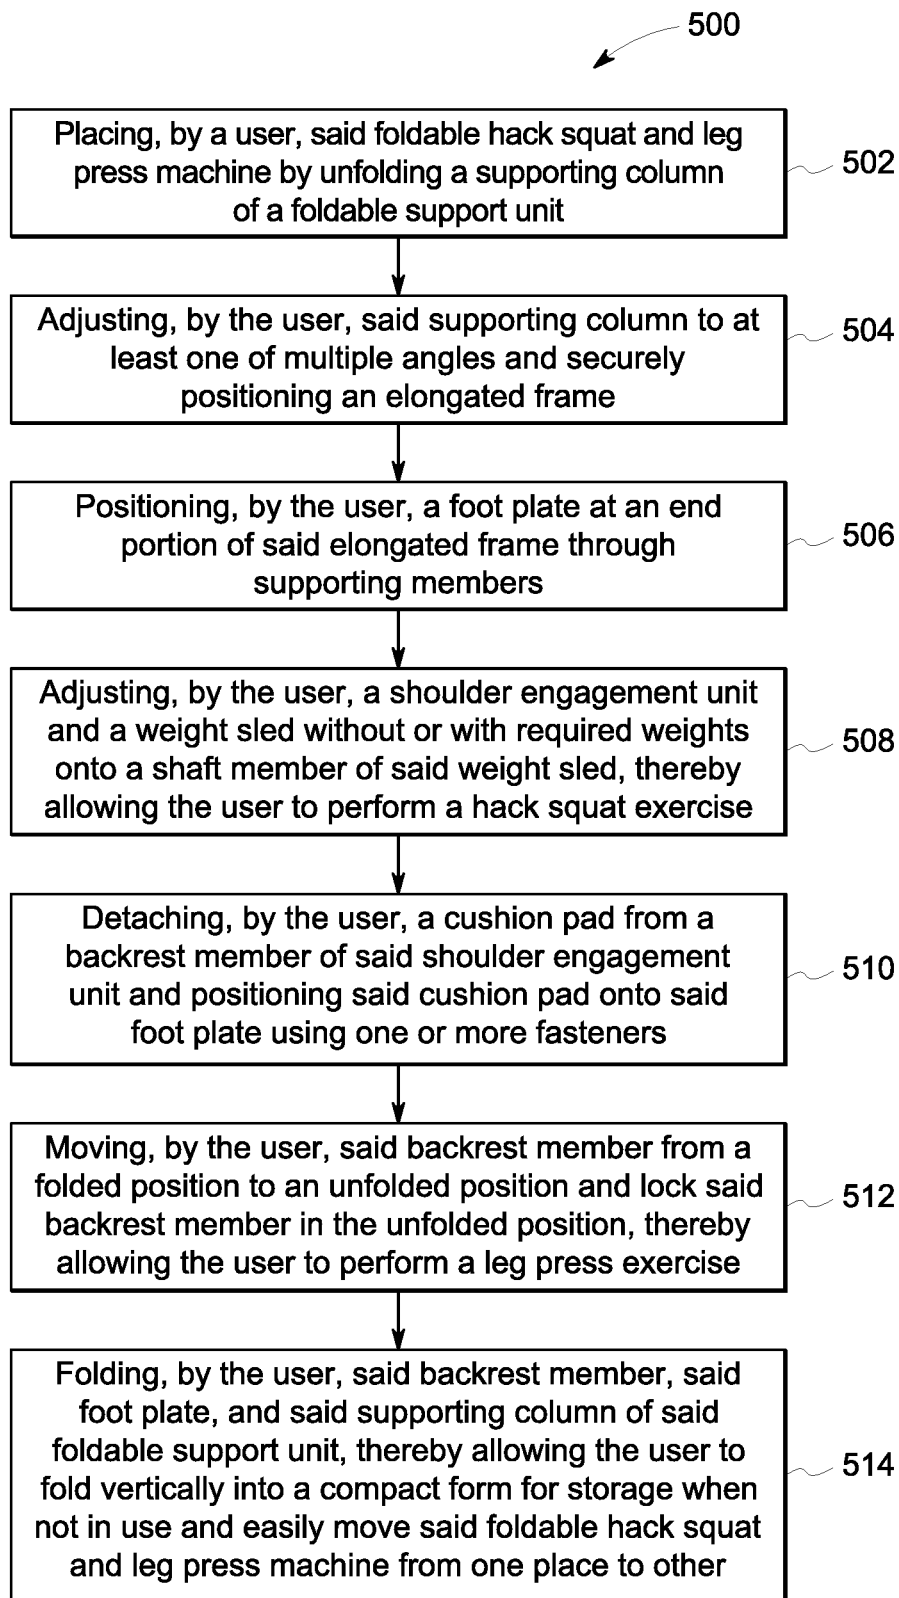 500
Placing, by a user, said foldable hack squat and leg
press machine by unfolding a supporting column
of a foldable support unit
502
Adjusting, by the user, said supporting column to at
least one of multiple angles and securely
positioning an elongated frame
504
Positioning, by the user, a foot plate at an end
portion of said elongated frame through
supporting members
506
Adjusting, by the user, a shoulder engagement unit
and a weight sled without or with required weights
onto a shaft member of said weight sled, thereby
allowing the user to perform a hack squat exercise
508
Detaching, by the user, a cushion pad from a
backrest member of said shoulder engagement
unit and positioning said cushion pad onto said
foot plate using one or more fasteners
510
Moving, by the user, said backrest member from a
folded position to an unfolded position and lock said
backrest member in the unfolded position, thereby
allowing the user to perform a leg press exercise
512
Folding, by the user, said backrest member, said
foot plate, and said supporting column of said
foldable support unit, thereby allowing the user to
fold vertically into a compact form for storage when
not in use and easily move said foldable hack squat
and leg press machine from one place to other
514